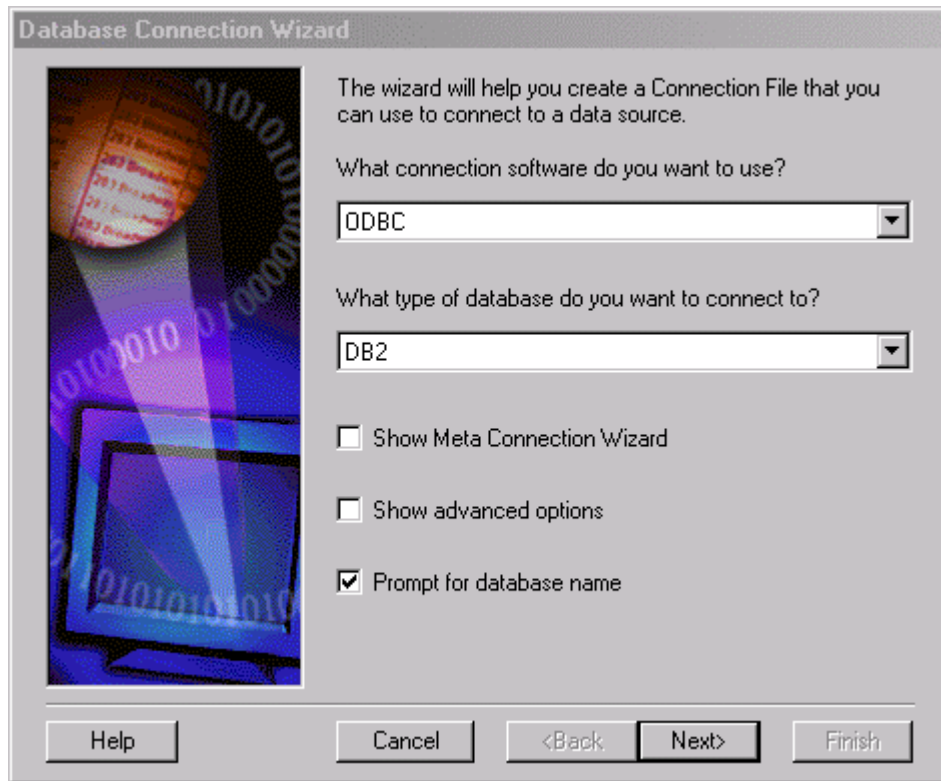 Database Connection Wizard
The wizard will help you create a Connection File that you
can use to connect to a data source.
What connection software do you want to use?
ODBC
What type of database do you want to connect to?
DB2
Show Meta Connection Wizard
Show advanced options
Prompt for database name
Help Cancel <Back Next> Finish